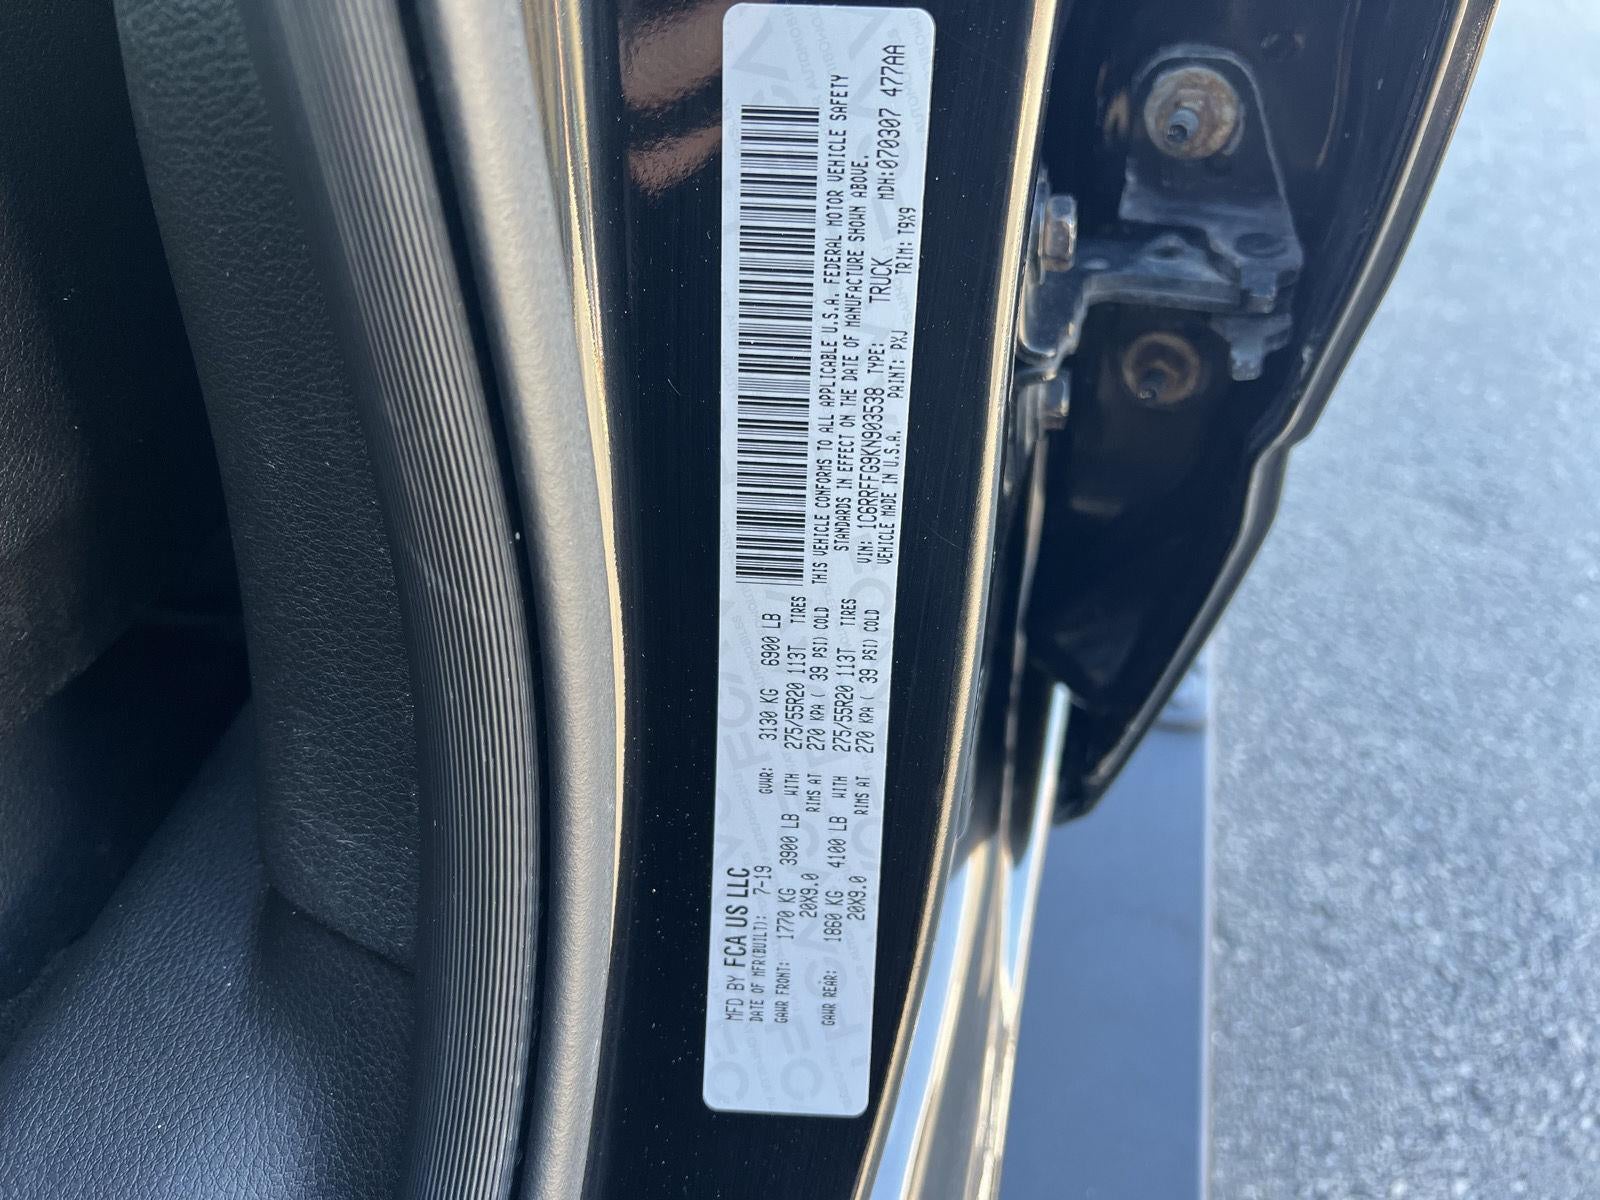 MFD BY FCA US LLC
DATE OF MFR(BUILT): 7-19 GVWR: 3130 KG 6900 LB
GAWR FRONT: 1770 KG 3900 LB WITH 275/55R20 113T TIRES
20X9.0 RIMS AT 270 KPA ( 39 PSI) COLD
GAWR REAR: 1860 KG 4100 LB WITH 275/55R20 113T TIRES
20X9.0 RIMS AT 270 KPA ( 39 PSI) COLD
THIS VEHICLE CONFORMS TO ALL APPLICABLE U.S.A. FEDERAL MOTOR VEHICLE SAFETY
STANDARDS IN EFFECT ON THE DATE OF MANUFACTURE SHOWN ABOVE.
VIN: 1C6RRFFG9KN903538 TYPE: TRUCK MDH:070307 477AA
VEHICLE MADE IN U.S.A. PAINT: PXJ TRIM: T9X9